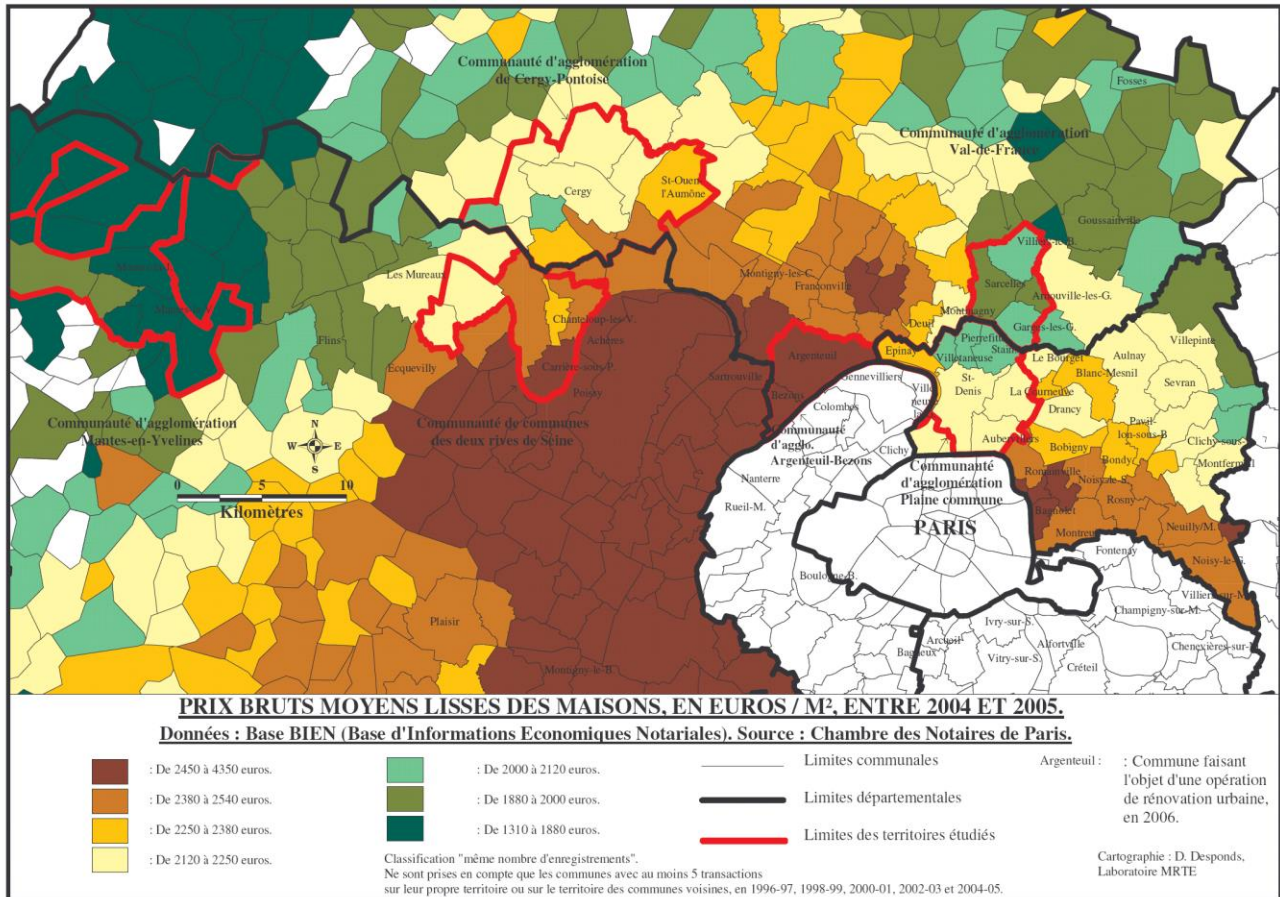 Communauté d'agglomération
de Cergy-Pontoise
Fosses
Communauté d'agglomération
Val-de-France
St-Ouen
l'Aumône
Cergy
Goussainville
Villiers-le-B.
Les Mureaux
Montigny-les-C.
Franconville
Sarcelles
Arnouville-les-G.
Montmagny
Chanteloup-les-V.
Achères
Deuil
Garges-les-G.
Flins
Pierrefitte
Villepinte
Ecquevilly
Carrière-sous-P.
Argenteuil
Epinay
Villetaneuse
Stains
Le Bourget
Aulnay
Blanc-Mesnil
Sevran
Poissy
Sartrouville
Bezons
Gennevilliers
St-
Denis
La Courneuve
Drancy
Colombes
Communauté d'agglomération
Mantes-en-Yvelines
Communauté de communes
des deux rives de Seine
Communauté
d'agglo.
Argenteuil-Bezons
Clichy
Aubervilliers
Pavil-
lon-sous-B
Bobigny
Bondy
Clichy-sous-
Montfermeil
N
W E
S
Communauté
d'agglomération
Plaine commune
Nanterre
Romainville
Noisy-le-S.
Rosny
0 5 10
Kilomètres
Rueil-M.
PARIS
Bagnolet
Montreuil
Neuilly/M.
Fontenay
Noisy-le-G.
Boulogne-B.
Villiers-sur-M.
Champigny-sur-M.
Plaisir
Ivry-sur-S.
Arcueil
Alfortville
Bagneux
Vitry-sur-S.
Créteil
Montigny-le-B.
PRIX BRUTS MOYENS LISSES DES MAISONS, EN EUROS / M², ENTRE 2004 ET 2005.
Données : Base BIEN (Base d'Informations Economiques Notariales). Source : Chambre des Notaires de Paris.
: De 2450 à 4350 euros.
: De 2380 à 2540 euros.
: De 2250 à 2380 euros.
: De 2120 à 2250 euros.
: De 2000 à 2120 euros.
: De 1880 à 2000 euros.
: De 1310 à 1880 euros.
Limites communales
Limites départementales
Limites des territoires étudiés
Argenteuil : : Commune faisant
l'objet d'une opération
de rénovation urbaine,
en 2006.
Classification "même nombre d'enregistrements".
Ne sont prises en compte que les communes avec au moins 5 transactions
sur leur propre territoire ou sur le territoire des communes voisines, en 1996-97, 1998-99, 2000-01, 2002-03 et 2004-05.
Cartographie : D. Desponds,
Laboratoire MRTE